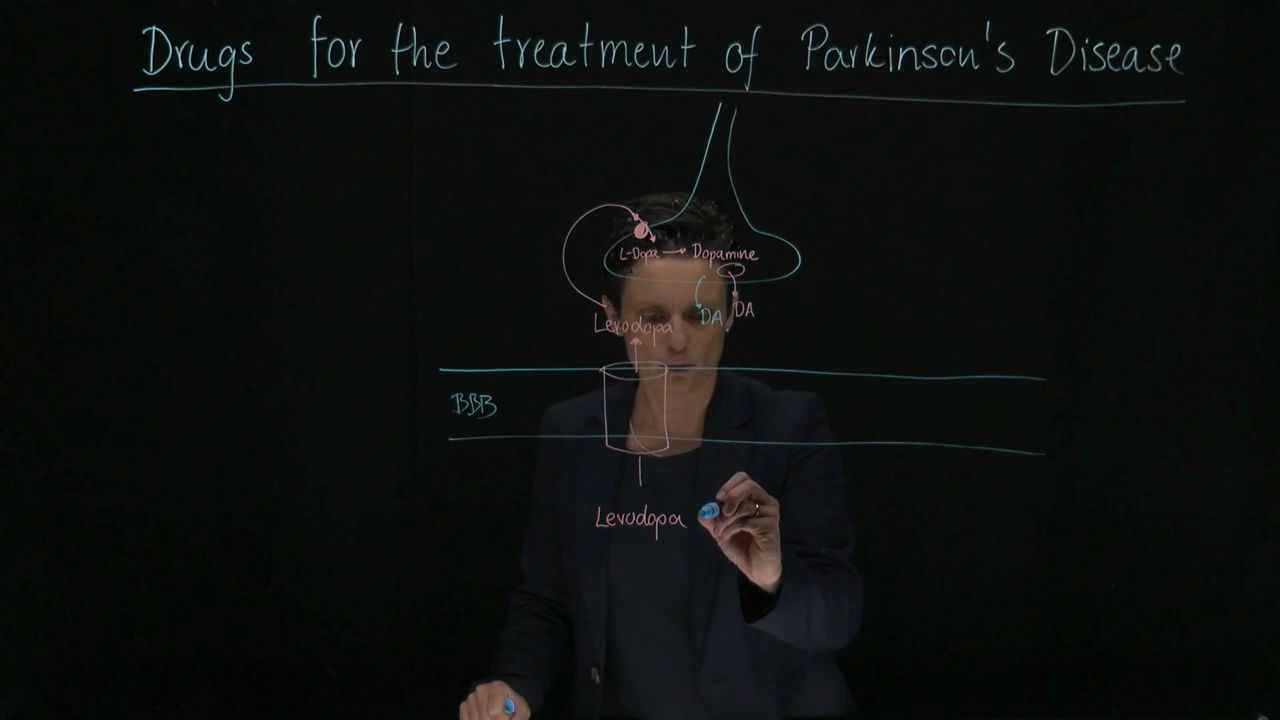 Drugs for the treatment of Parkinson's Disease
L-Dopa → Dopamine
DA
DA
Levodopa
BBB
Levodopa